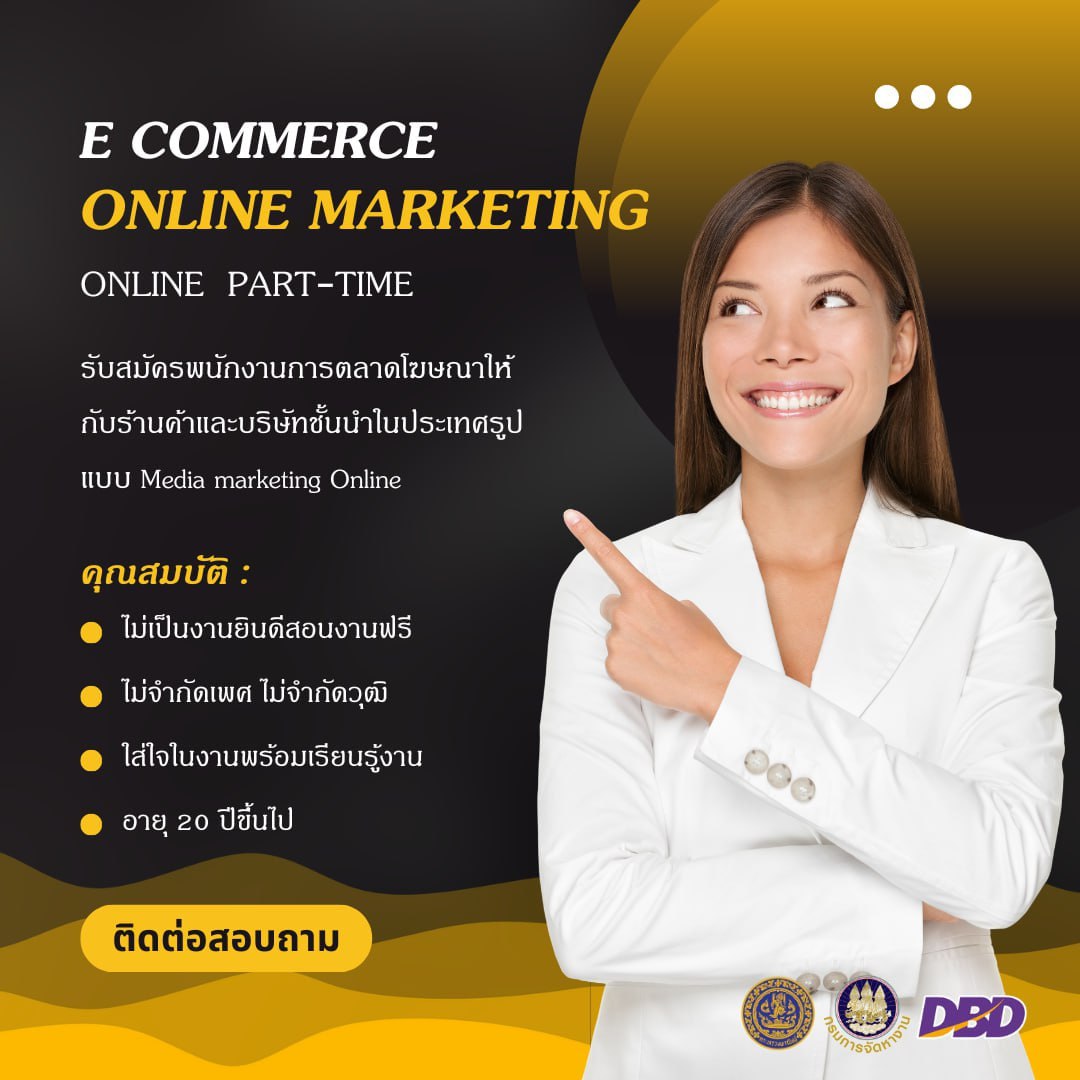 E COMMERCE
ONLINE MARKETING
ONLINE PART-TIME
รับสมัครพนักงานการตลาดโฆษณาให้
กับร้านค้าและบริษัทชั้นนำในประเทศรูป
แบบ Media marketing Online
คุณสมบัติ :
ไม่เป็นงานยินดีสอนงานฟรี
ไม่จำกัดเพศ ไม่จำกัดวุฒิ
ใส่ใจในงานพร้อมเรียนรู้งาน
อายุ 20 ปีขึ้นไป
ติดต่อสอบถาม
กรมการจัดหางาน
DBD